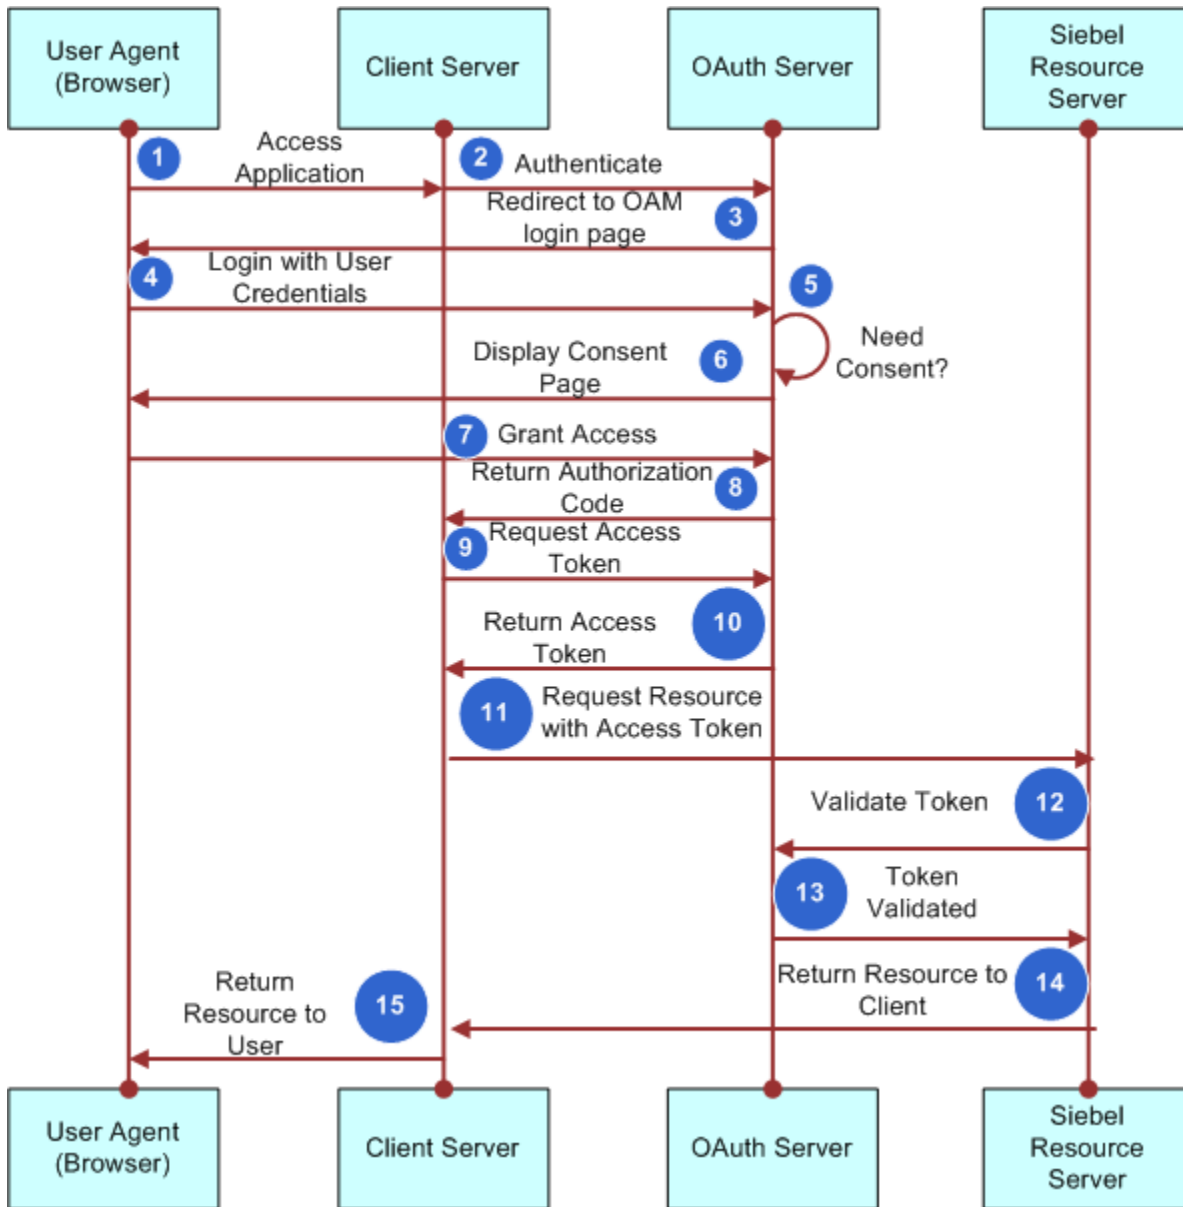 User Agent
(Browser)
Client Server
OAuth Server
Siebel
Resource
Server
1
Access
Application
2
Authenticate
3
Redirect to OAM
login page
4
Login with User
Credentials
5
Need
Consent?
6
Display Consent
Page
7
Grant Access
8
Return Authorization
Code
9
Request Access
Token
10
Return Access
Token
11
Request Resource
with Access Token
12
Validate Token
13
Token
Validated
14
Return Resource to
Client
15
Return
Resource to
User
User Agent
(Browser)
Client Server
OAuth Server
Siebel
Resource
Server